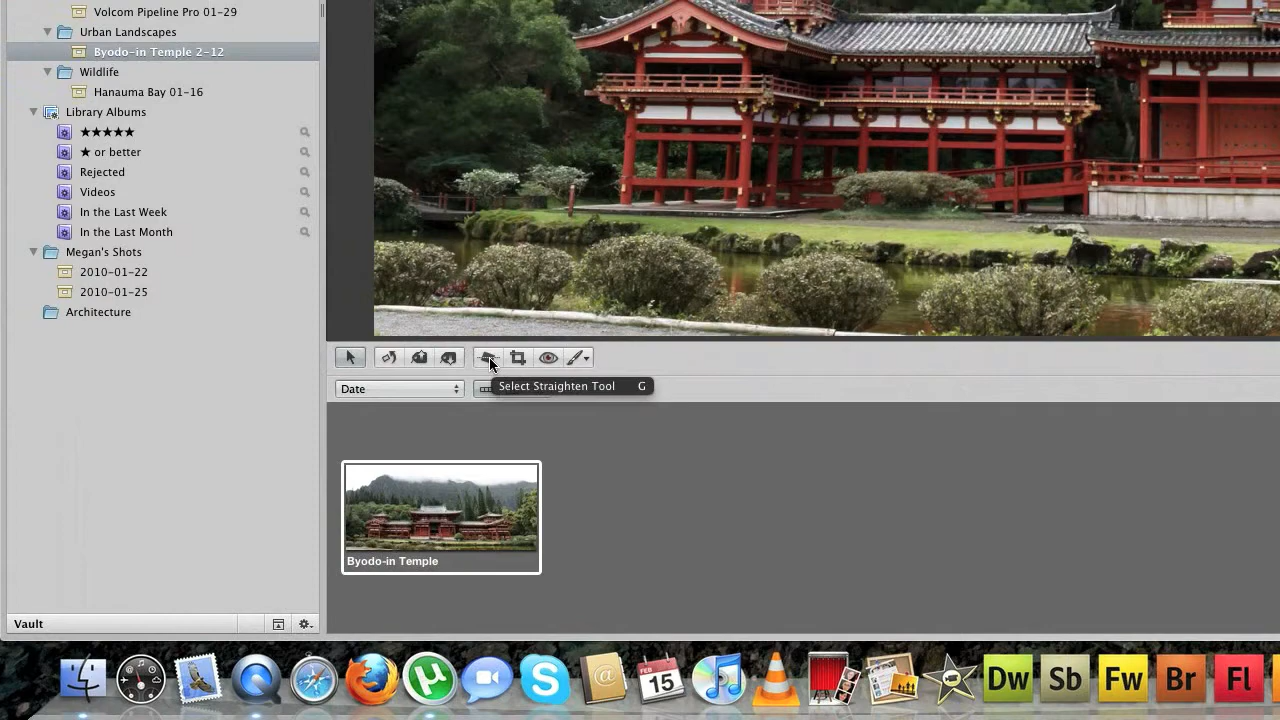 Volcom Pipeline Pro 01-29
Urban Landscapes
Byodo-in Temple 2-12
Wildlife
Hanauma Bay 01-16
Library Albums
★★★★★
★ or better
Rejected
Videos
In the Last Week
In the Last Month
Megan's Shots
2010-01-22
2010-01-25
Architecture
Date
Select Straighten Tool G
Byodo-in Temple
Vault
FEB
15
Dw
Sb
Fw
Br
Fl